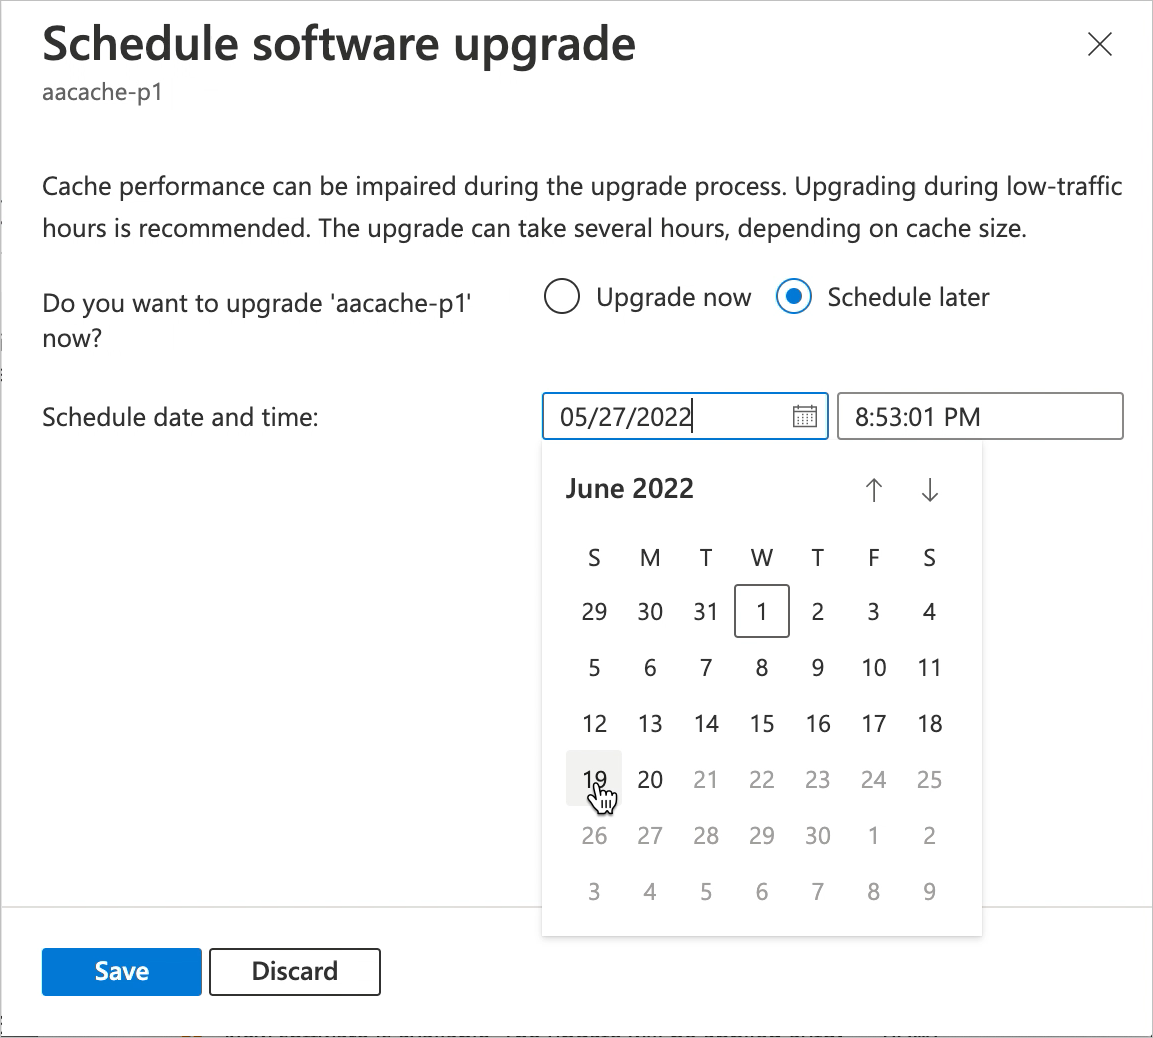 Schedule software upgrade
aacache-p1
Cache performance can be impaired during the upgrade process. Upgrading during low-traffic
hours is recommended. The upgrade can take several hours, depending on cache size.
Do you want to upgrade 'aacache-p1'
now?
Upgrade now
Schedule later
Schedule date and time:
05/27/2022
8:53:01 PM
June 2022
S M T W T F S
29 30 31 1 2 3 4
5 6 7 8 9 10 11
12 13 14 15 16 17 18
19 20 21 22 23 24 25
26 27 28 29 30 1 2
3 4 5 6 7 8 9
Save
Discard